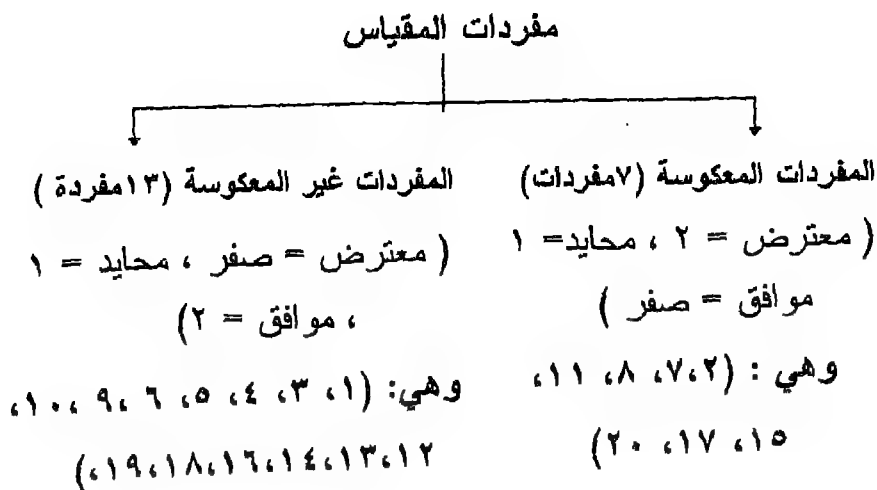 مفردات المقياس
المفردات المعكوسة (٧مفردات)
( معترض = ٢ ، محايد= ١
موافق = صفر )
وهي : (٢،٧، ٨، ١١،
١٥، ١٧، ٢٠)
المفردات غير المعكوسة (١٣مفردة )
( معترض = صفر ، محايد = ١
، موافق = ٢)
وهي: (١، ٣، ٤، ٥، ٦ ،٩ ،١٠،
١٢،١٣،١٤،١٦،١٨،١٩،)